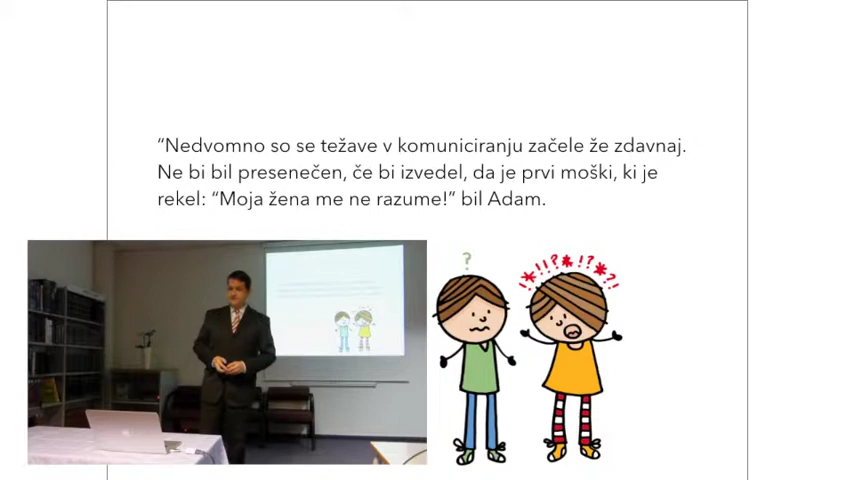 “Nedvomno so se težave v komuniciranju začele že zdavnaj.
Ne bi bil presenečen, če bi izvedel, da je prvi moški, ki je
rekel: “Moja žena me ne razume!” bil Adam.
?
!*!!?*!?*?!